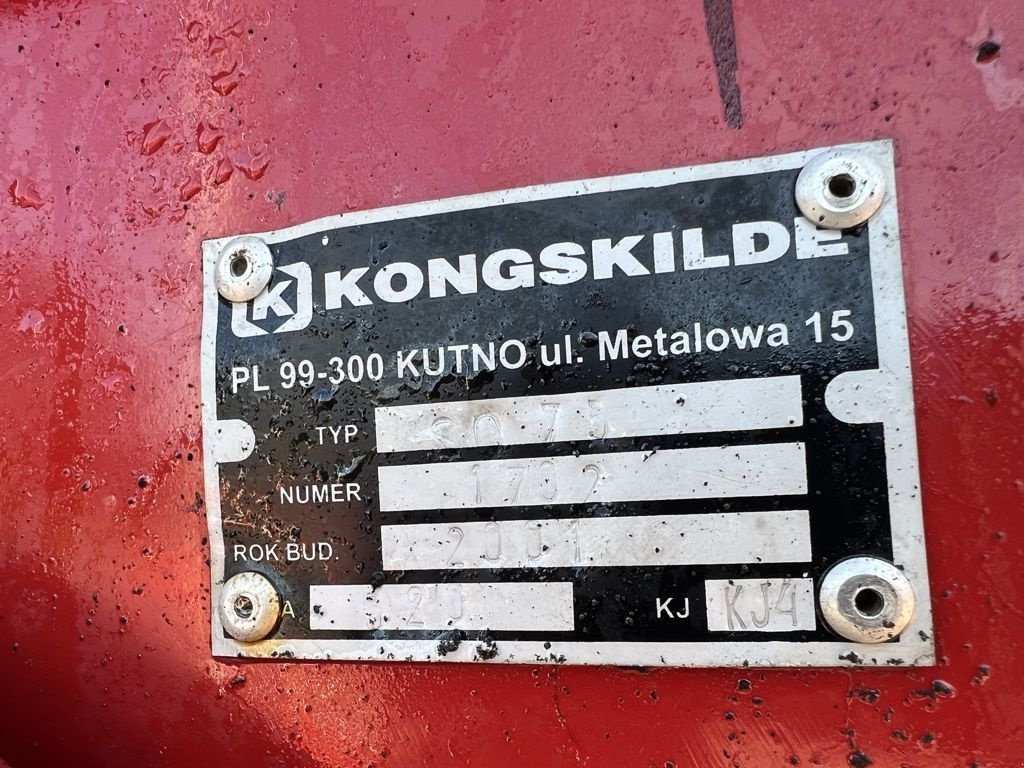 K KONGSKILDE
PL 99-300 KUTNO ul. Metalowa 15
TYP
NUMER 1702
ROK BUD. 2001
A KJ KJ4